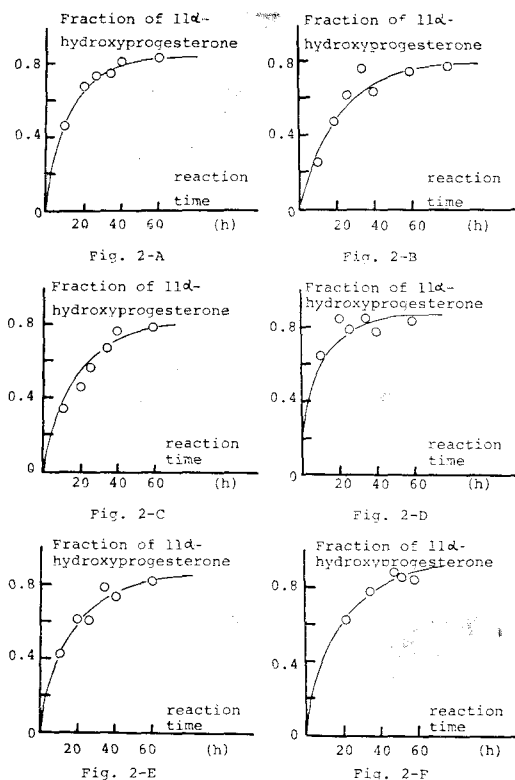 Fraction of 11α-
hydroxyprogesterone
0.8
0.4
0
20 40 60 (h)
reaction
time
Fig. 2-A
Fraction of 11α-
hydroxyprogesterone
0.8
0.4
0
20 40 60 (h)
reaction
time
Fig. 2-B
Fraction of 11α-
hydroxyprogesterone
0.8
0.4
0
20 40 60 (h)
reaction
time
Fig. 2-C
Fraction of 11α-
hydroxyprogesterone
0.8
0.4
0
20 40 60 (h)
reaction
time
Fig. 2-D
Fraction of 11α-
hydroxyprogesterone
0.8
0.4
0
20 40 60 (h)
reaction
time
Fig. 2-E
Fraction of 11α-
hydroxyprogesterone
0.8
0.4
0
20 40 60 (h)
reaction
time
Fig. 2-F